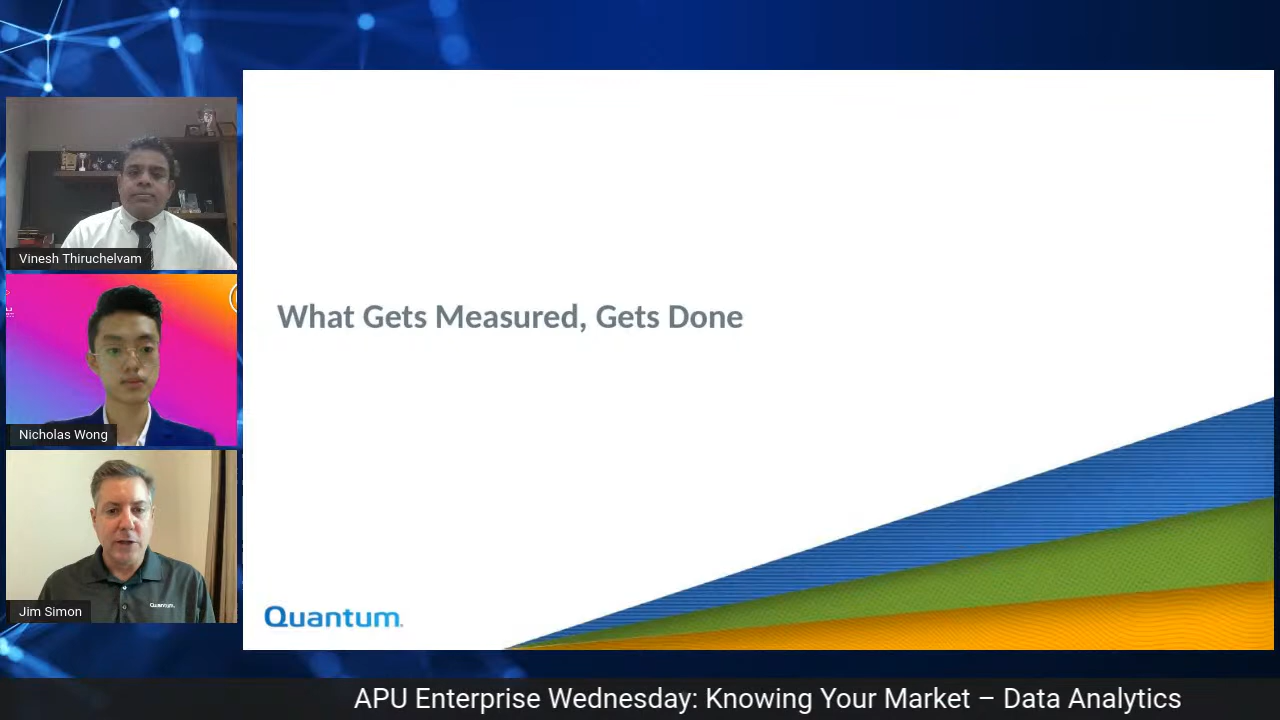 Vinesh Thiruchelvam
Nicholas Wong
Jim Simon
Quantum.
What Gets Measured, Gets Done
Quantum.
APU Enterprise Wednesday: Knowing Your Market – Data Analytics